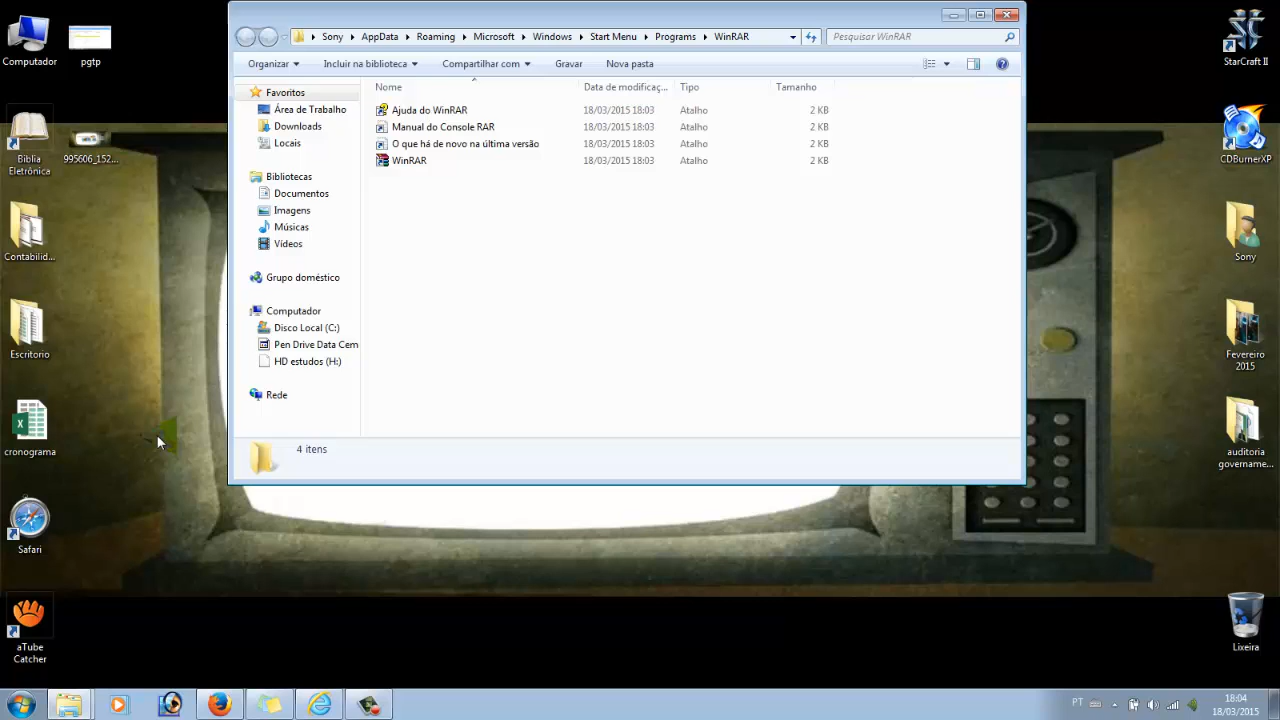 Computador
pgtp
Biblia
Eletrônica
995606_152...
Contabilid...
Escritorio
cronograma
Safari
aTube
Catcher
Sony
AppData
Roaming
Microsoft
Windows
Start Menu
Programs
WinRAR
Pesquisar WinRAR
Organizar
Incluir na biblioteca
Compartilhar com
Gravar
Nova pasta
Favoritos
Área de Trabalho
Downloads
Locais
Bibliotecas
Documentos
Imagens
Músicas
Vídeos
Grupo doméstico
Computador
Disco Local (C:)
Pen Drive Data Cem
HD estudos (H:)
Rede
Nome Data de modificaç... Tipo Tamanho
Ajuda do WinRAR 18/03/2015 18:03 Atalho 2 KB
Manual do Console RAR 18/03/2015 18:03 Atalho 2 KB
O que há de novo na última versão 18/03/2015 18:03 Atalho 2 KB
WinRAR 18/03/2015 18:03 Atalho 2 KB
4 itens
StarCraft II
CDBurnerXP
Sony
Fevereiro
2015
auditoria
govername...
Lixeira
PT
18:04
18/03/2015